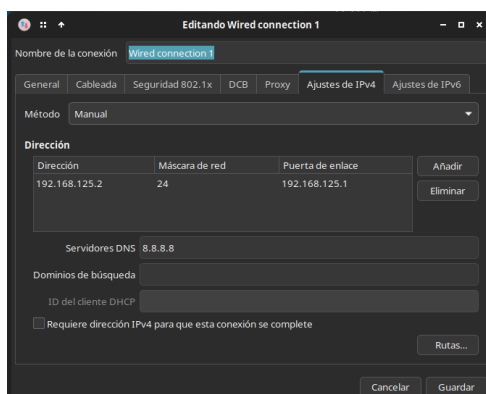 Editando Wired connection 1
Nombre de la conexión Wired connection 1
General Cableada Seguridad 802.1x DCB Proxy Ajustes de IPv4 Ajustes de IPv6
Método Manual
Dirección
Dirección Máscara de red Puerta de enlace Añadir
192.168.125.2 24 192.168.125.1
Eliminar
Servidores DNS 8.8.8.8
Dominios de búsqueda
ID del cliente DHCP
Requiere dirección IPv4 para que esta conexión se complete
Rutas...
Cancelar Guardar